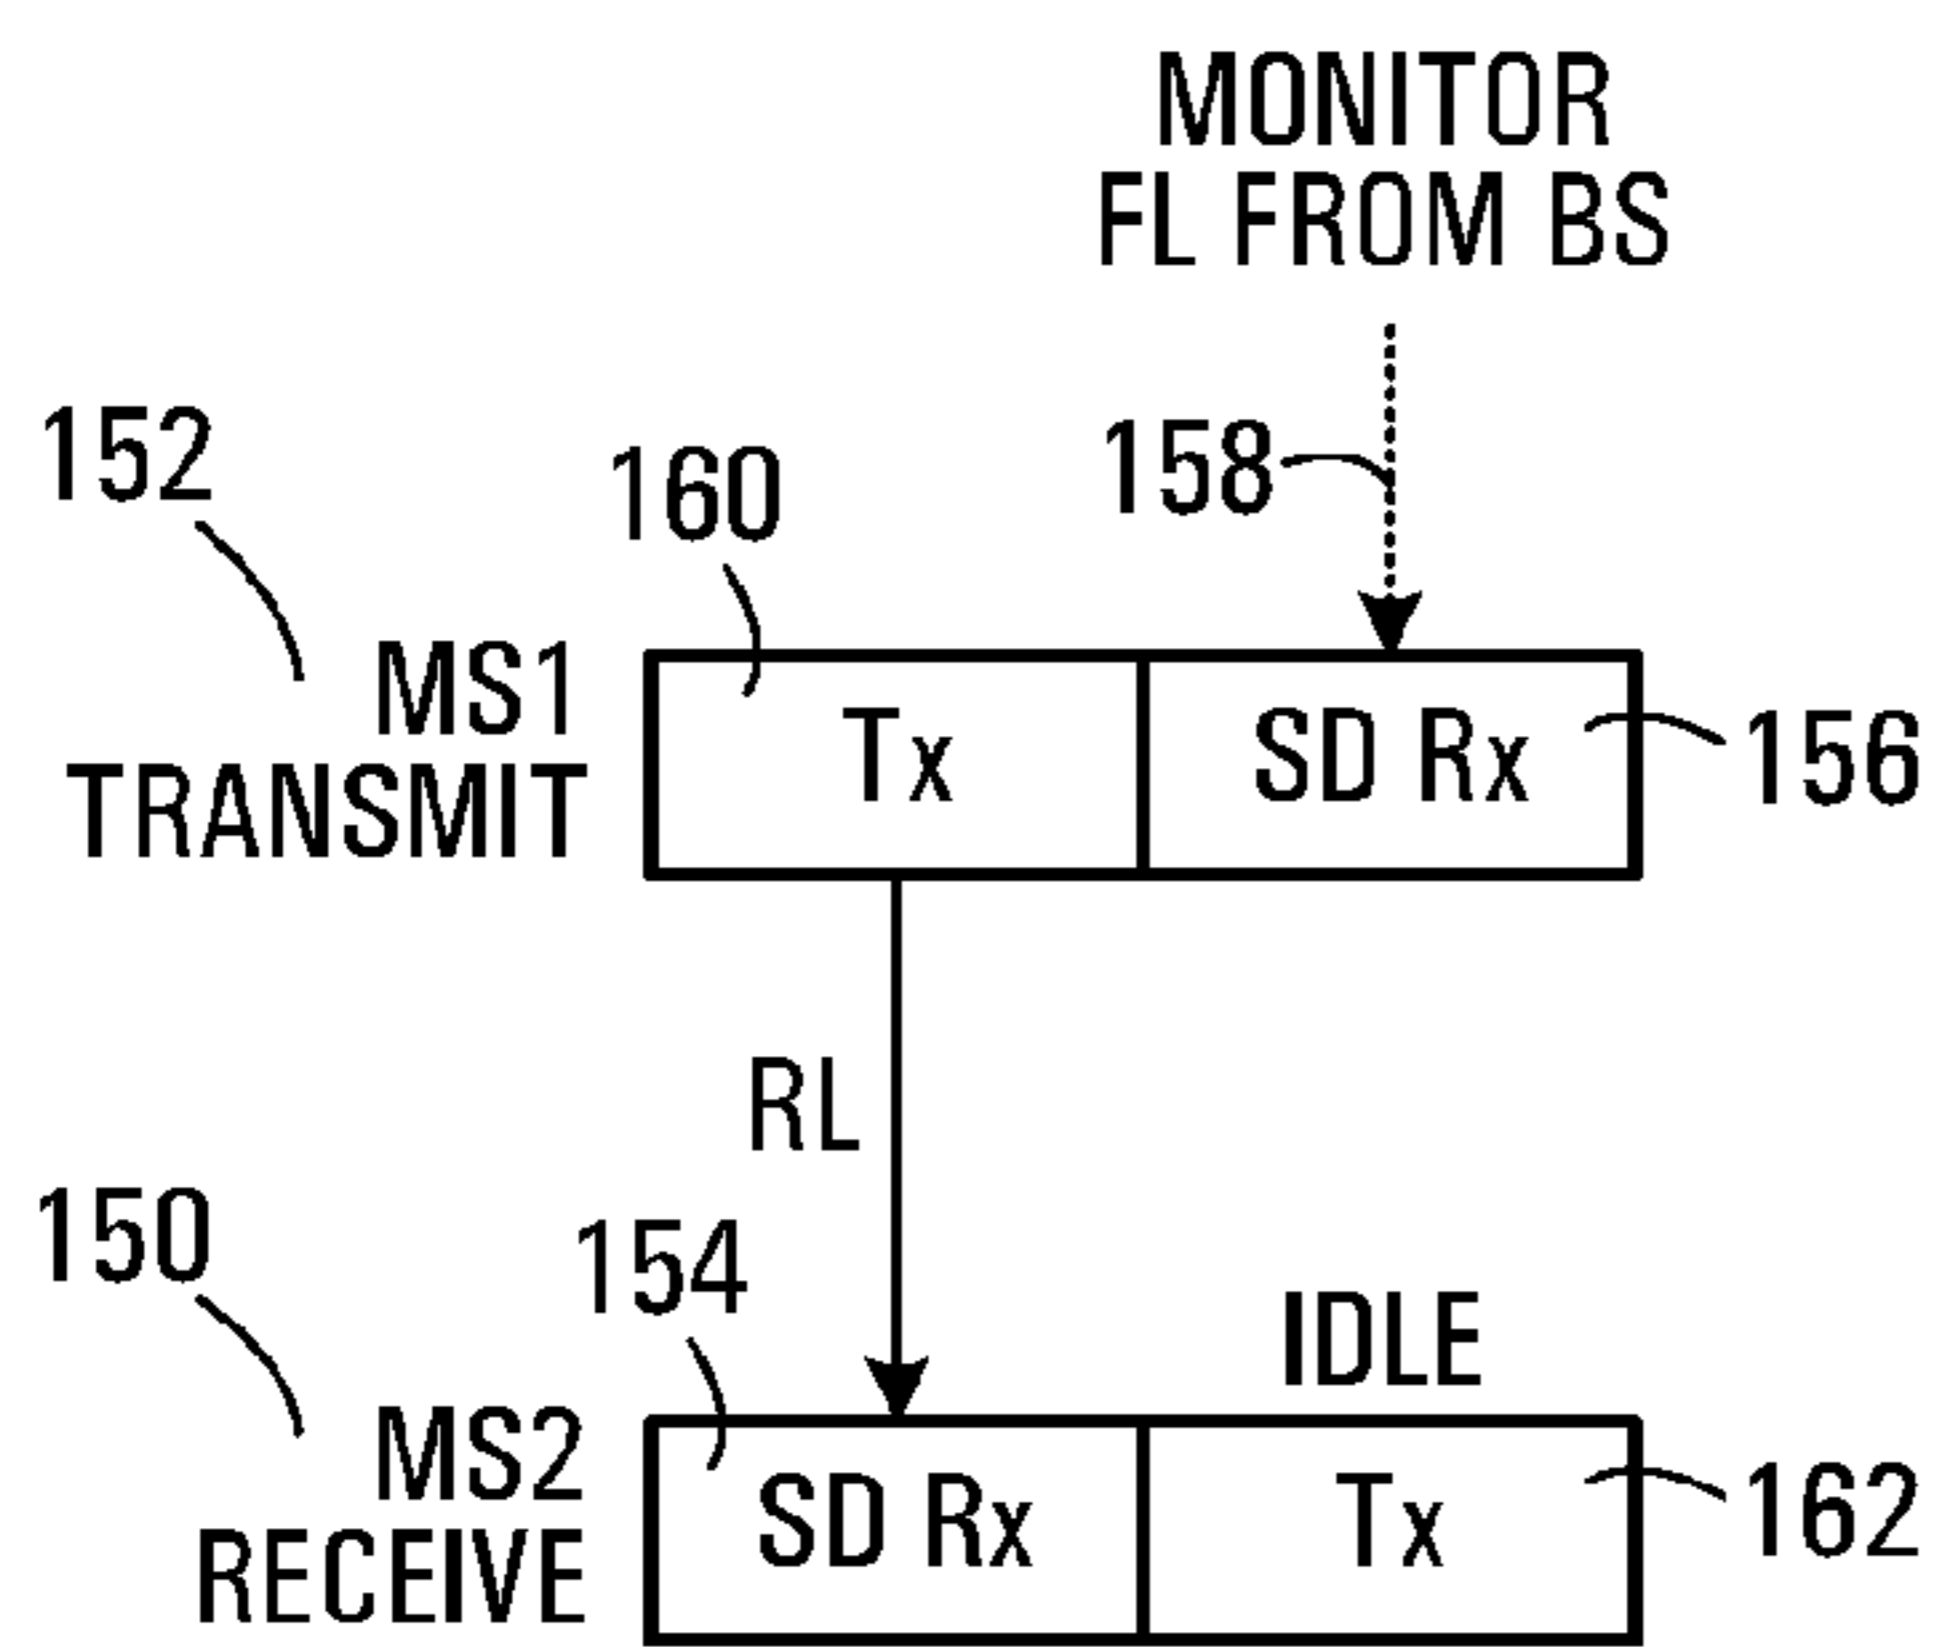 MONITOR
FL FROM BS
152
160
158
MS1
TRANSMIT
Tx
SD Rx
156
RL
150
154
IDLE
MS2
RECEIVE
SD Rx
Tx
162